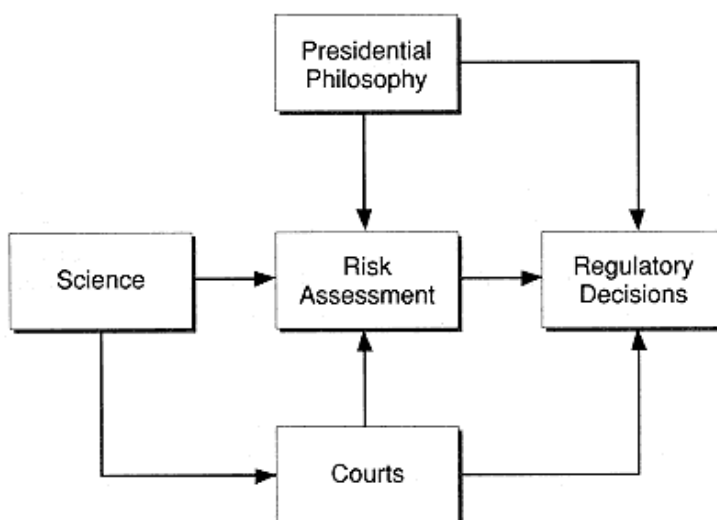 Presidential
Philosophy
Science
Risk
Assessment
Regulatory
Decisions
Courts